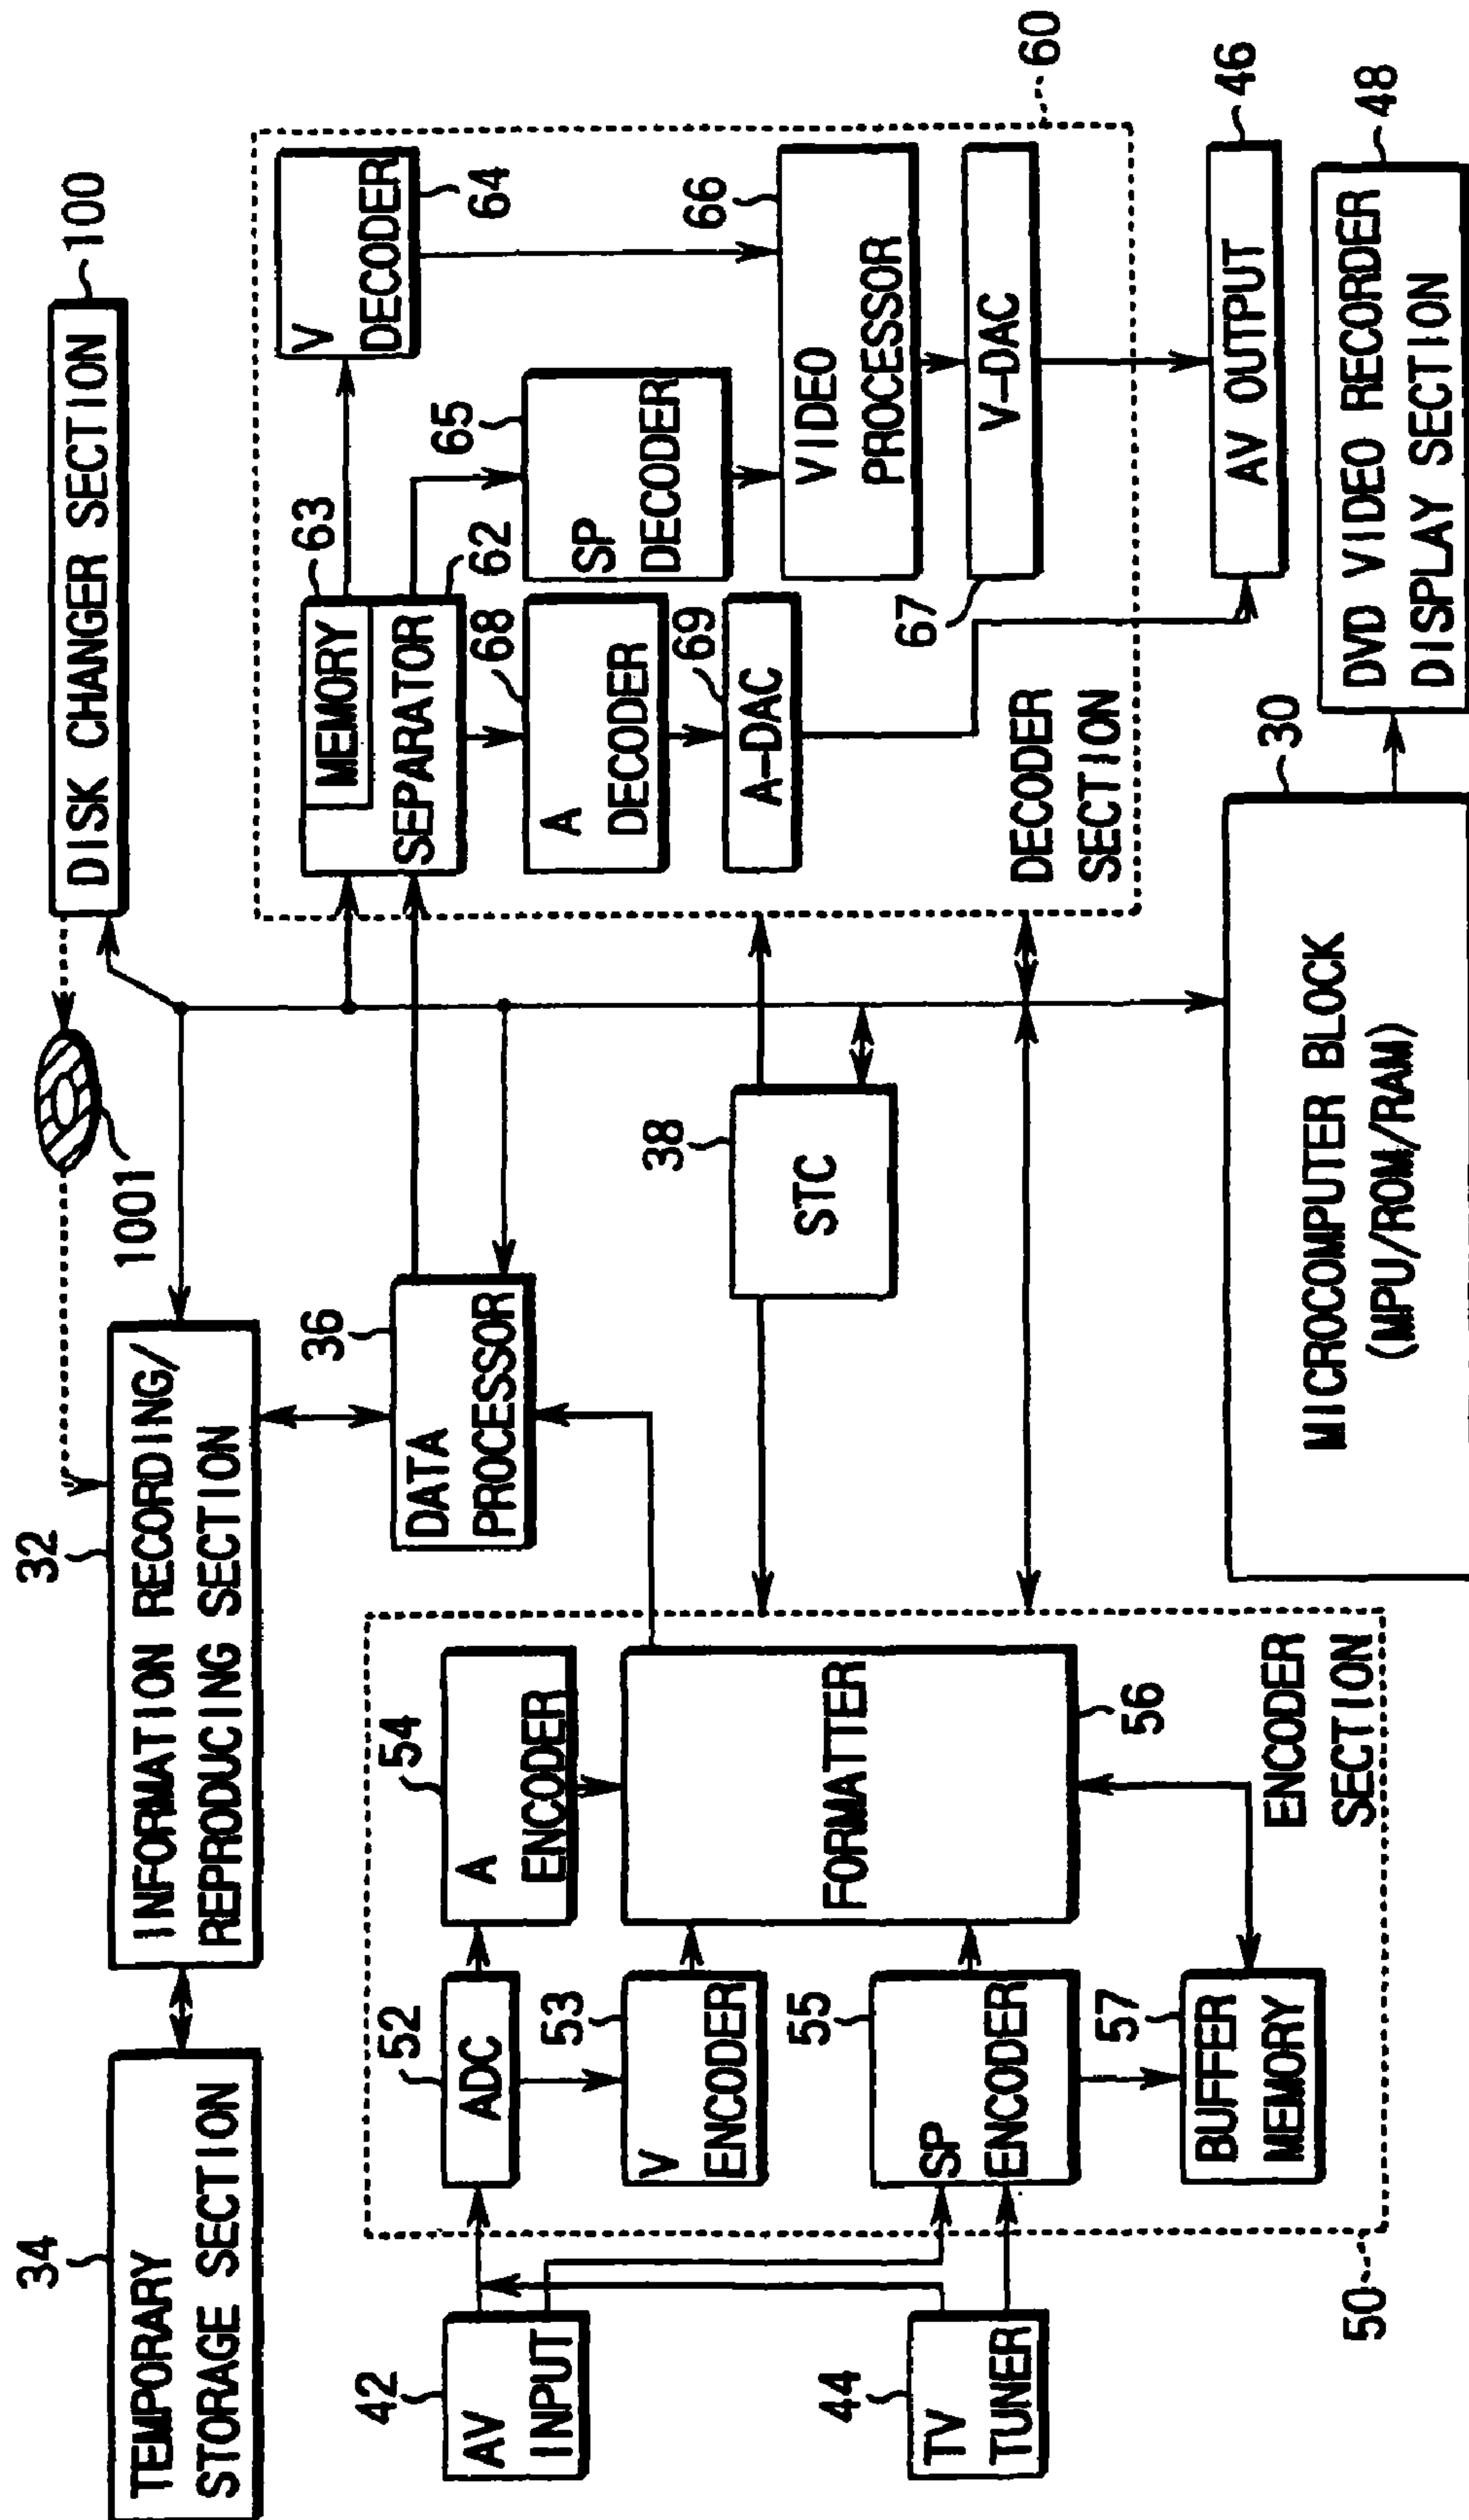 34
TEMPORARY
STORAGE SECTION
32
INFORMATION RECORDING/
REPRODUCING SECTION
1001
DISK CHANGER SECTION
100
42
AV
INPUT
44
TV
TUNER
52
ADC
53
V
ENCODER
54
A
ENCODER
55
SP
ENCODER
57
BUFFER
MEMORY
FORMATTER
56
ENCODER
SECTION
50
36
DATA
PROCESSOR
38
STC
63
MEMORY
SEPARATOR
62
V
DECODER
64
65
SP
DECODER
68
A
DECODER
69
A-DAC
66
VIDEO
PROCESSOR
67
V-DAC
DECODER
SECTION
60
AV OUTPUT
46
30
MICROCOMPUTER BLOCK
(MPU/ROM/RAM)
DVD VIDEO RECORDER
DISPLAY SECTION
48